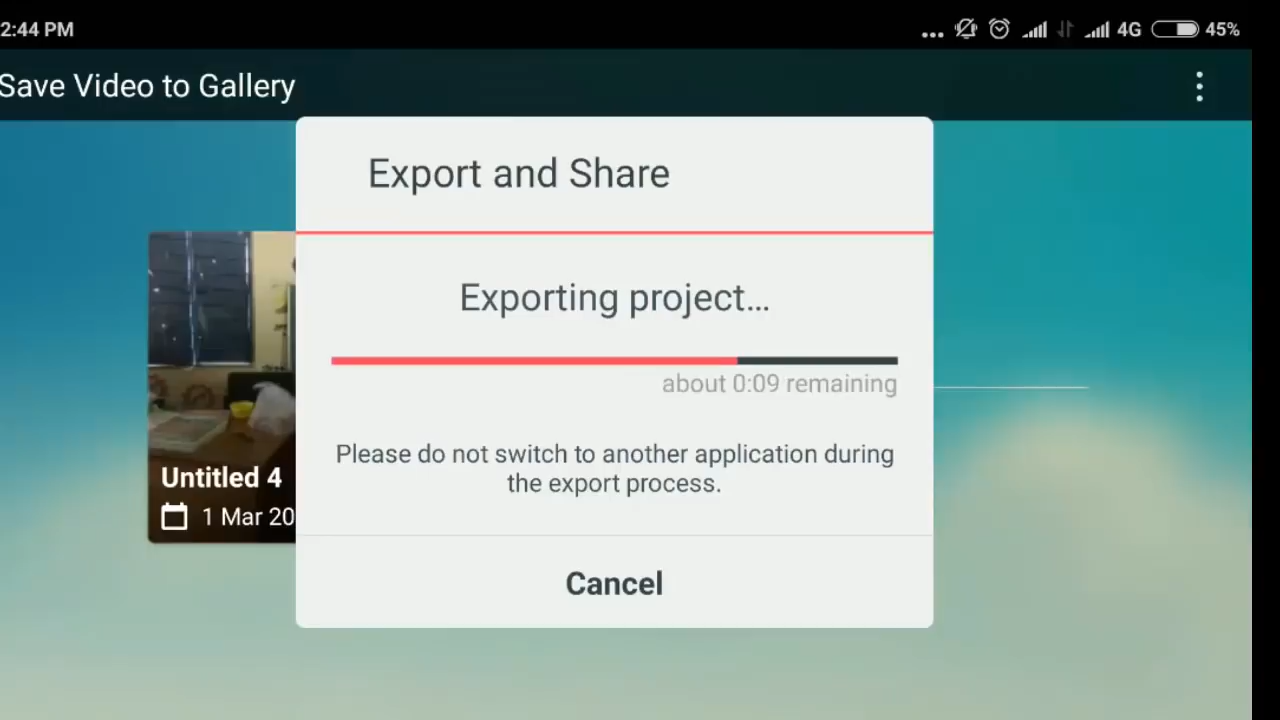 2:44 PM
... 4G 45%
Save Video to Gallery
Export and Share
Exporting project...
about 0:09 remaining
Please do not switch to another application during
the export process.
Untitled 4
1 Mar 20
Cancel